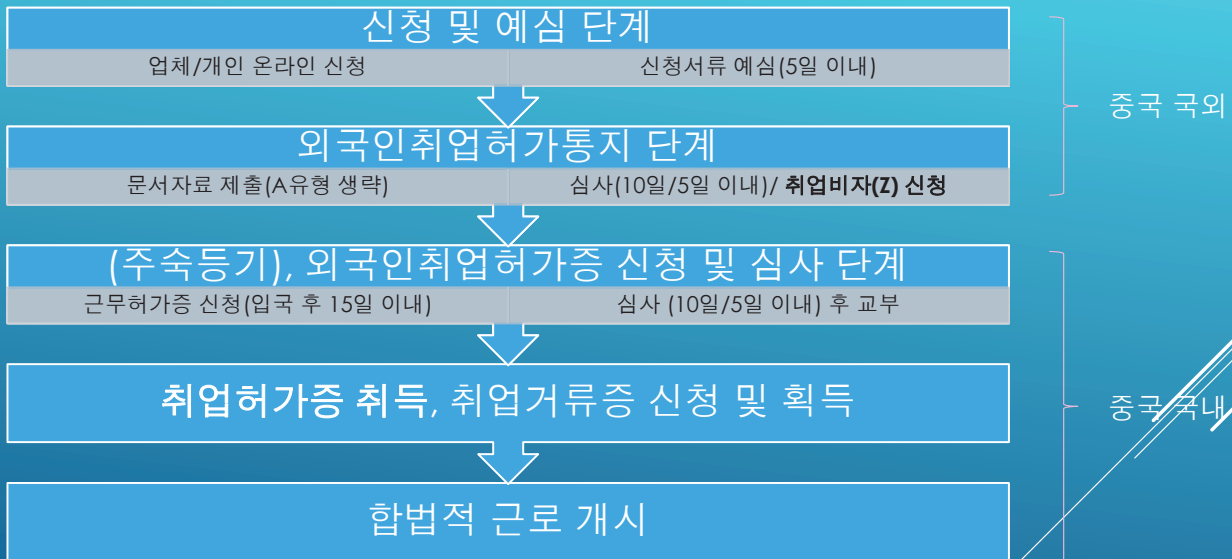 신청 및 예심 단계
업체/개인 온라인 신청
신청서류 예심(5일 이내)
중국 국외
외국인취업허가통지 단계
문서자료 제출(A유형 생략)
심사(10일/5일 이내)/ 취업비자(Z) 신청
(주숙등기), 외국인취업허가증 신청 및 심사 단계
근무허가증 신청(입국 후 15일 이내)
심사 (10일/5일 이내) 후 교부
취업허가증 취득, 취업거류증 신청 및 획득
중국 국내
합법적 근로 개시